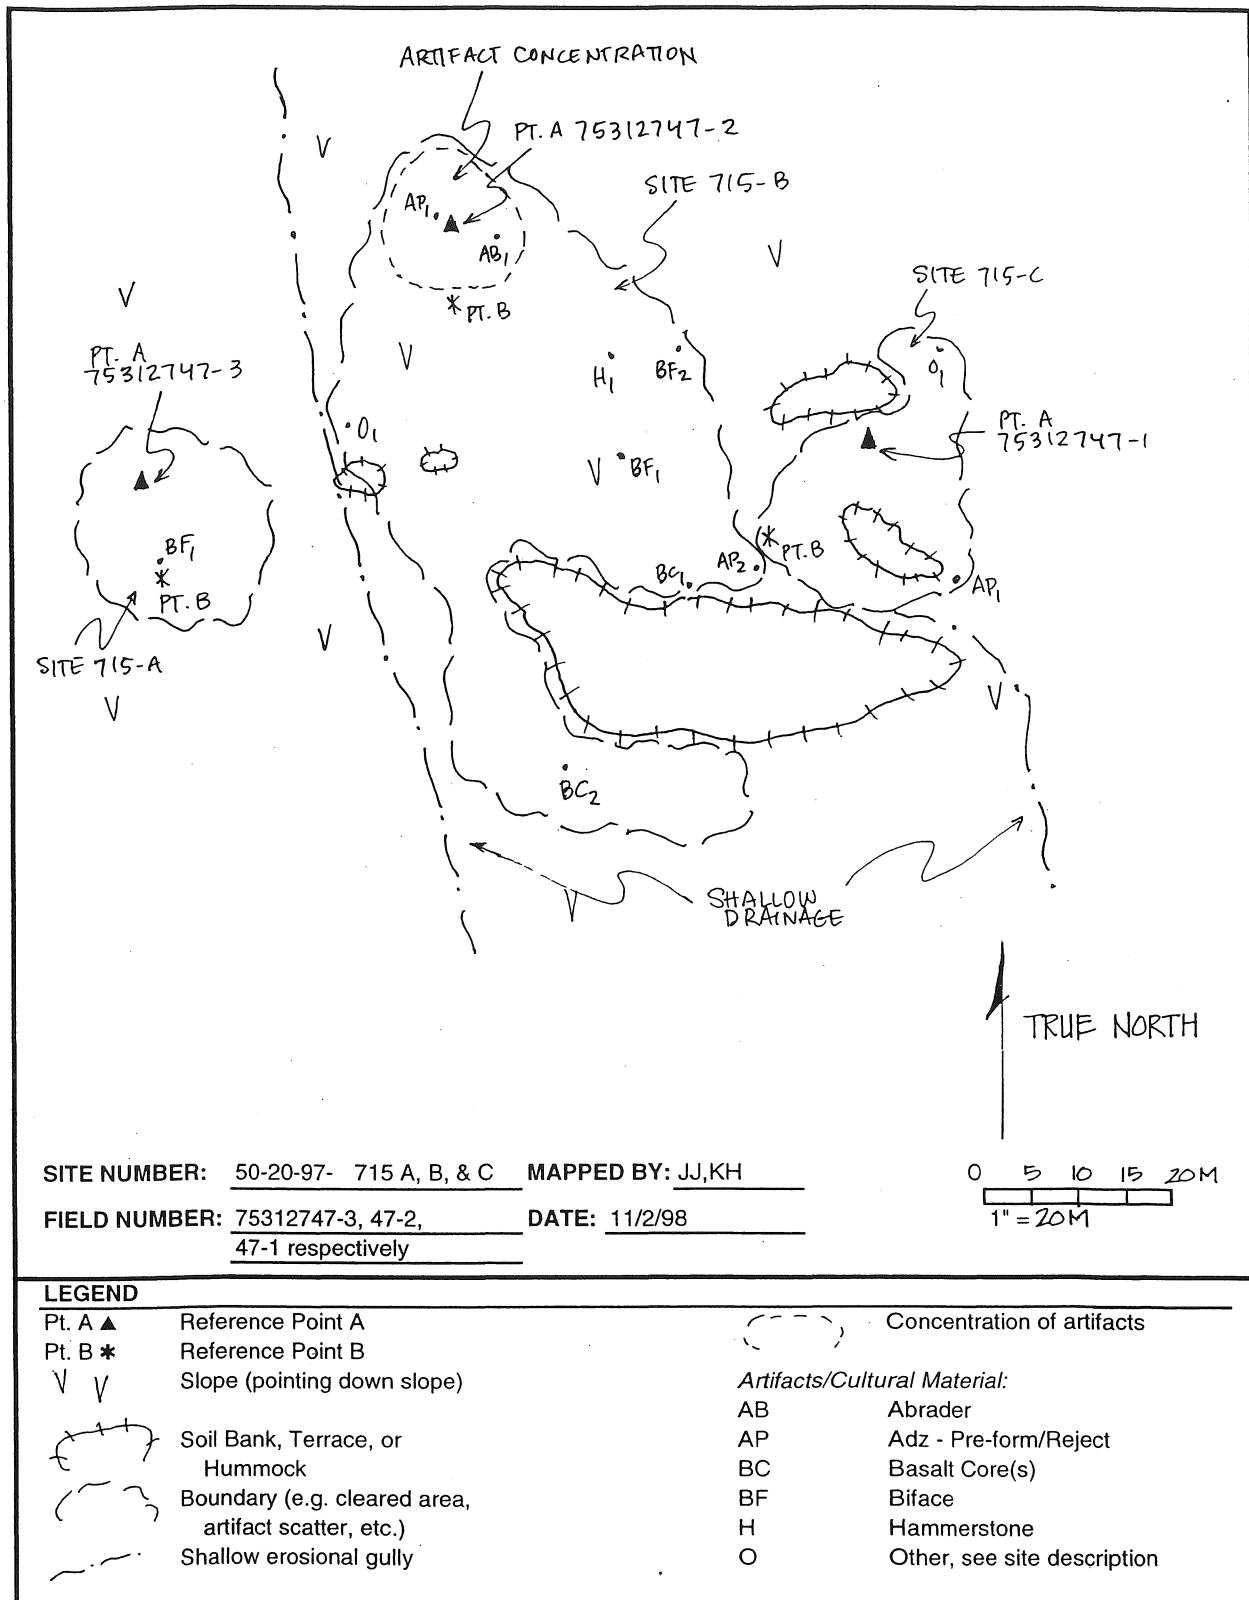 ARTIFACT CONCENTRATION
PT. A 75312747-2
SITE 715-B
AP1
AB1
PT. B
SITE 715-C
PT. A
75312747-3
H1
BF2
O1
O1
PT. A
75312747-1
BF1
BF1
PT. B
PT. B
AP2
BC1
AP1
SITE 715-A
BC2
SHALLOW
DRAINAGE
TRUE NORTH
SITE NUMBER: 50-20-97- 715 A, B, & C MAPPED BY: JJ,KH
0 5 10 15 20M
FIELD NUMBER: 75312747-3, 47-2, DATE: 11/2/98
1" = 20M
47-1 respectively
LEGEND
Pt. A ▲ Reference Point A
Pt. B * Reference Point B
V V Slope (pointing down slope)
Soil Bank, Terrace, or
Hummock
Boundary (e.g. cleared area,
artifact scatter, etc.)
Shallow erosional gully
Concentration of artifacts
Artifacts/Cultural Material:
AB Abrader
AP Adz - Pre-form/Reject
BC Basalt Core(s)
BF Biface
H Hammerstone
O Other, see site description